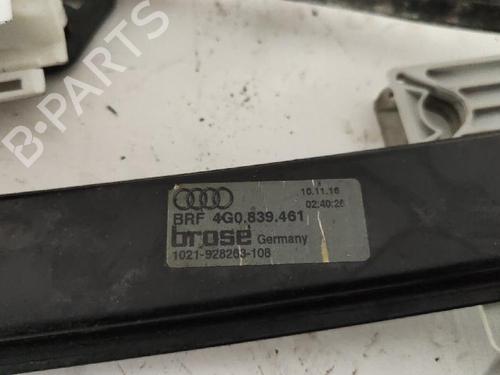 B-PARTS
10.11.16
BRF 4G0.839.461
02:40:26
brose Germany
1021-928263-108